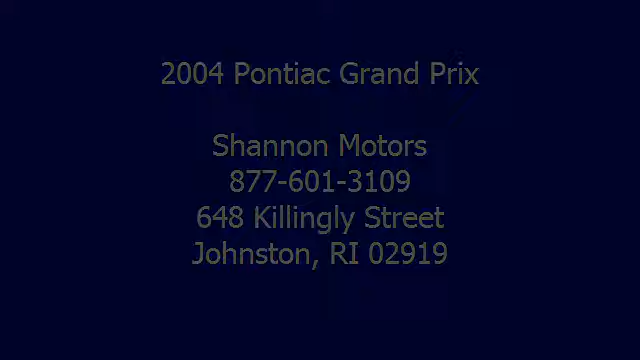 2004 Pontiac Grand Prix
Shannon Motors
877-601-3109
648 Killingly Street
Johnston, RI 02919